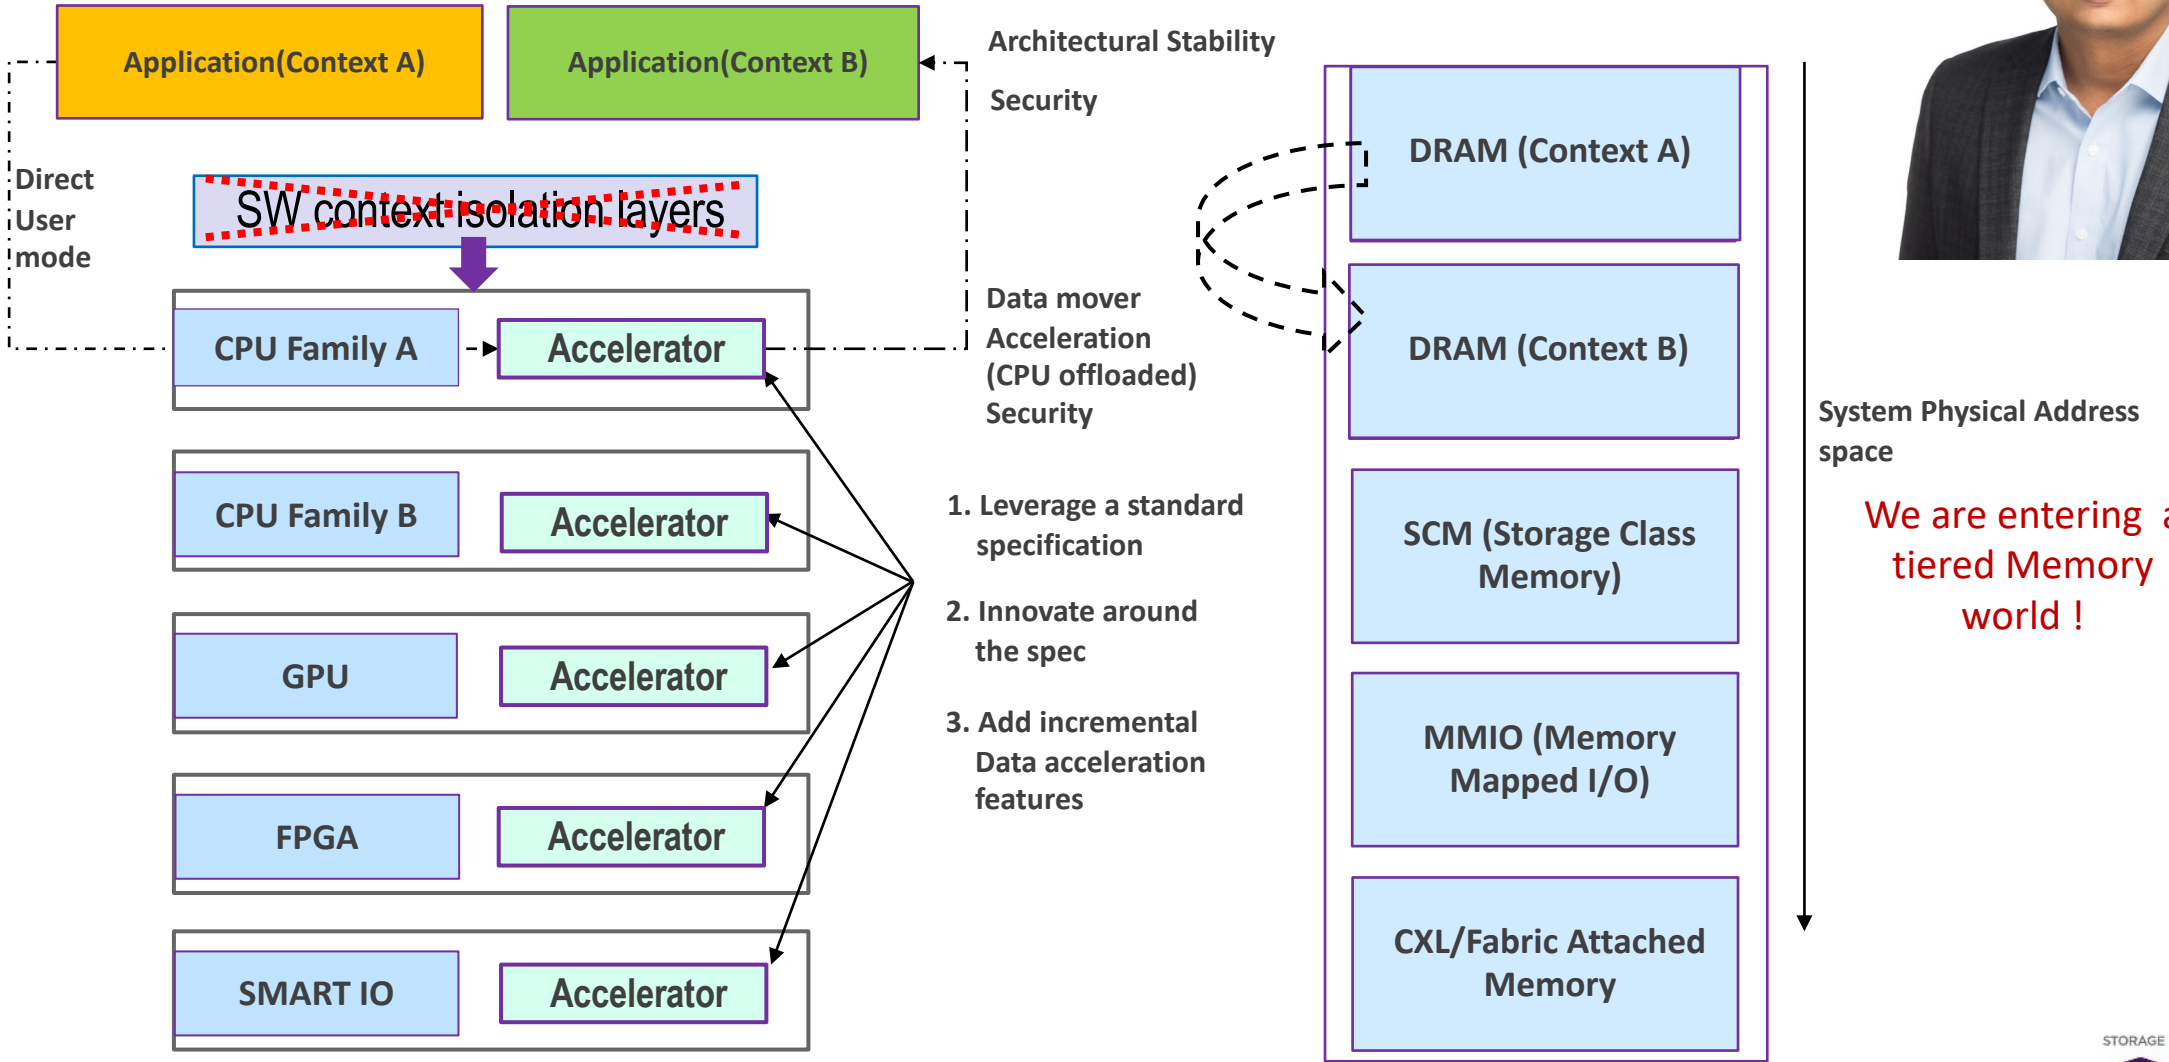 Application(Context A)
Application(Context B)
Direct
User
mode
SW context isolation layers
CPU Family A
Accelerator
CPU Family B
Accelerator
GPU
Accelerator
FPGA
Accelerator
SMART IO
Accelerator
Architectural Stability
Security
Data mover
Acceleration
(CPU offloaded)
Security
1. Leverage a standard
specification
2. Innovate around
the spec
3. Add incremental
Data acceleration
features
DRAM (Context A)
DRAM (Context B)
SCM (Storage Class
Memory)
MMIO (Memory
Mapped I/O)
CXL/Fabric Attached
Memory
System Physical Address
space
We are entering a
tiered Memory
world !
STORAGE